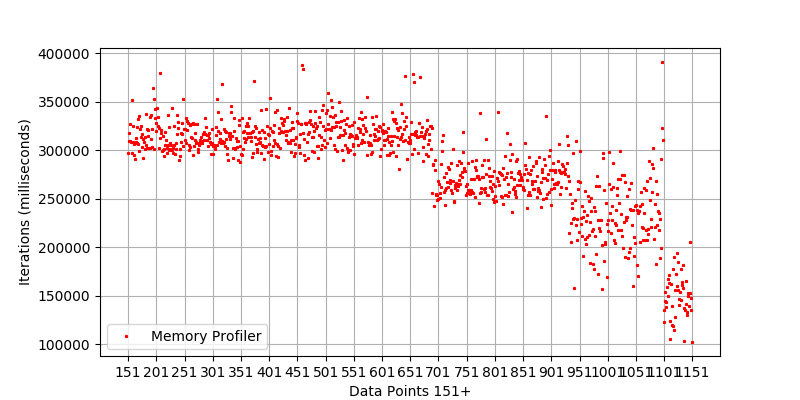 400000
350000
300000
250000
200000
150000
100000
Iterations (milliseconds)
Memory Profiler
151 201 251 301 351 401 451 501 551 601 651 701 751 801 851 901 951 1001 1051 1101 1151
Data Points 151+